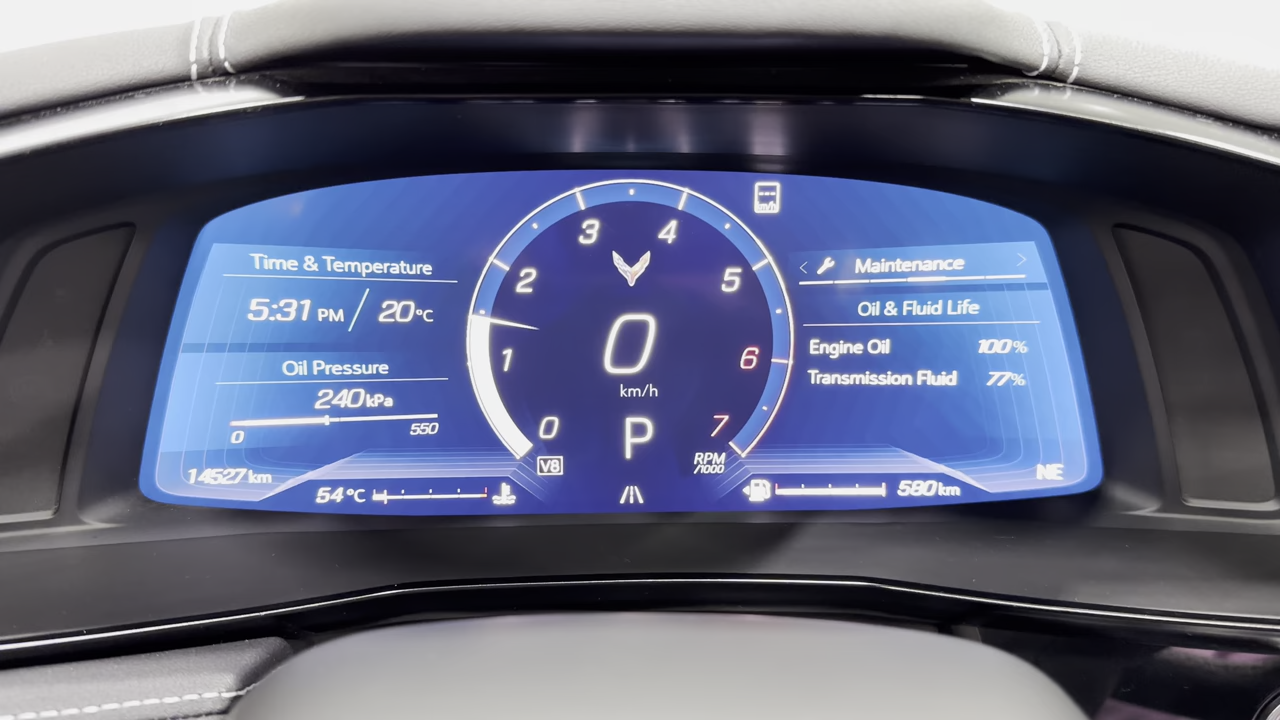 Time & Temperature
5:31 PM / 20°C
Oil Pressure
240 kPa
0 550
14527 km
54°C
0
1
2
3
4
5
6
7
0
km/h
P
V8
RPM
/1000
--- km/h
< Maintenance >
Oil & Fluid Life
Engine Oil 100%
Transmission Fluid 77%
580 km
NE